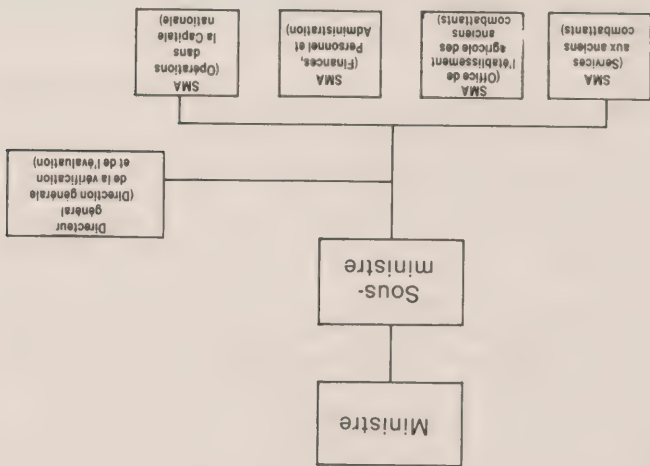 Ministre
Sous-
ministre
Directeur
général
(Direction générale
de la vérification
et de l'évaluation)
SMA
(Services
aux anciens
combattants)
SMA
(Office de
l'établissement
agricole des
anciens
combattants)
SMA
(Finances,
Personnel et
Administration)
SMA
(Opérations
dans
la Capitale
nationale)